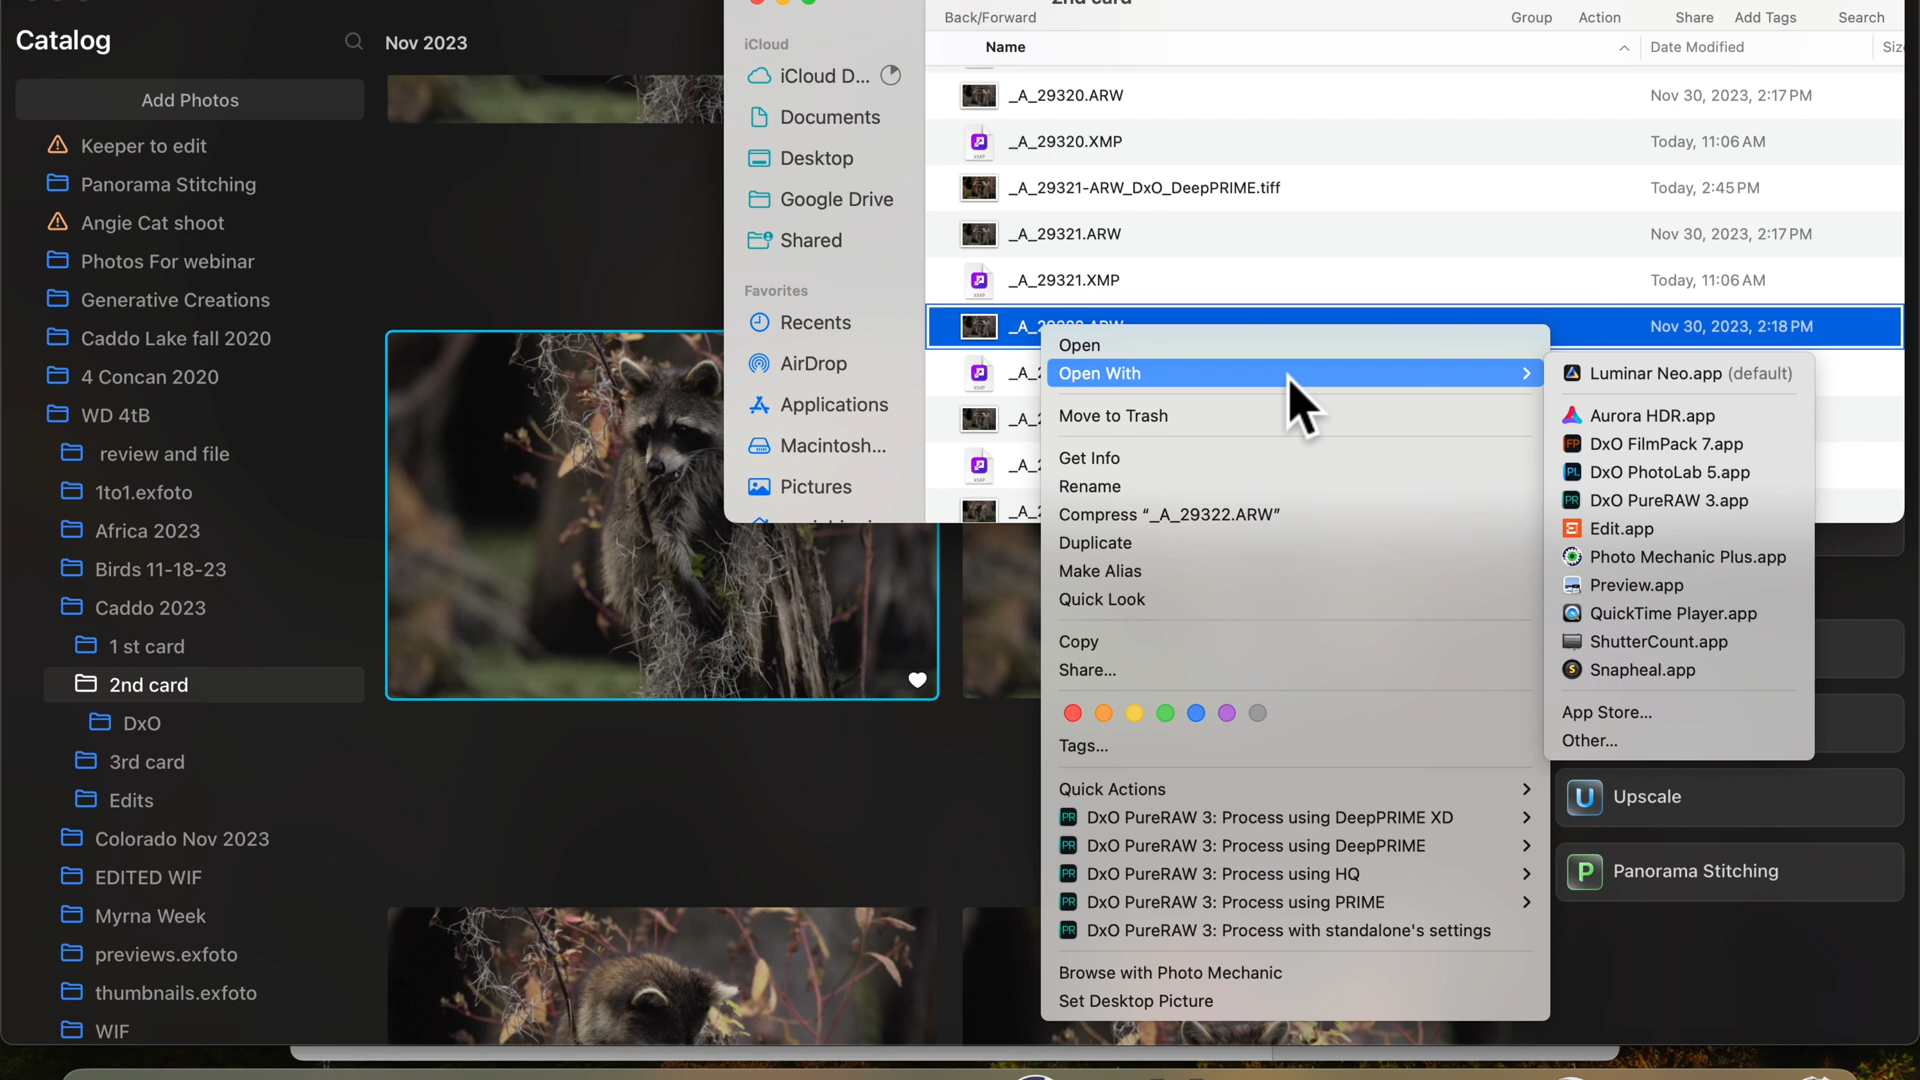 Catalog
Nov 2023
Add Photos
Keeper to edit
Panorama Stitching
Angie Cat shoot
Photos For webinar
Generative Creations
Caddo Lake fall 2020
4 Concan 2020
WD 4tB
review and file
1to1.exfoto
Africa 2023
Birds 11-18-23
Caddo 2023
1 st card
2nd card
DxO
3rd card
Edits
Colorado Nov 2023
EDITED WIF
Myrna Week
previews.exfoto
thumbnails.exfoto
WIF
2nd card
Back/Forward
Group
Action
Share
Add Tags
Search
iCloud
iCloud D...
Documents
Desktop
Google Drive
Shared
Favorites
Recents
AirDrop
Applications
Macintosh...
Pictures
Name
Date Modified
_A_29320.ARW
Nov 30, 2023, 2:17 PM
_A_29320.XMP
Today, 11:06 AM
_A_29321-ARW_DxO_DeepPRIME.tiff
Today, 2:45 PM
_A_29321.ARW
Nov 30, 2023, 2:17 PM
_A_29321.XMP
Today, 11:06 AM
_A_29322.ARW
Nov 30, 2023, 2:18 PM
Open
Open With
Move to Trash
Get Info
Rename
Compress “_A_29322.ARW”
Duplicate
Make Alias
Quick Look
Copy
Share...
Tags...
Quick Actions
DxO PureRAW 3: Process using DeepPRIME XD
DxO PureRAW 3: Process using DeepPRIME
DxO PureRAW 3: Process using HQ
DxO PureRAW 3: Process using PRIME
DxO PureRAW 3: Process with standalone's settings
Browse with Photo Mechanic
Set Desktop Picture
Luminar Neo.app (default)
Aurora HDR.app
DxO FilmPack 7.app
DxO PhotoLab 5.app
DxO PureRAW 3.app
Edit.app
Photo Mechanic Plus.app
Preview.app
QuickTime Player.app
ShutterCount.app
Snapheal.app
App Store...
Other...
U Upscale
P Panorama Stitching